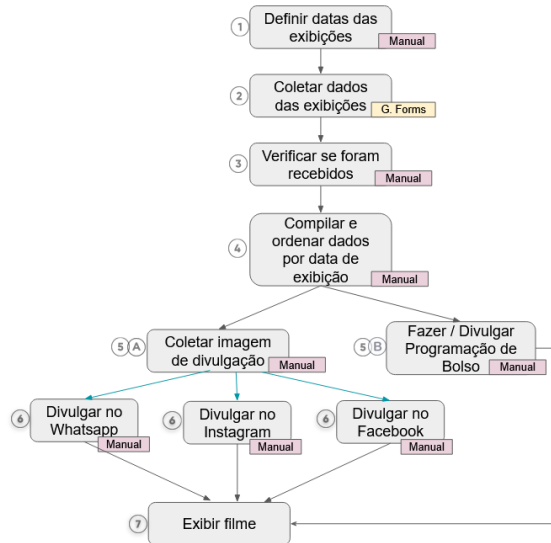 1
Definir datas das
exibições
Manual
2
Coletar dados
das exibições
G. Forms
3
Verificar se foram
recebidos
Manual
4
Compilar e
ordenar dados
por data de
exibição
Manual
5 A
Coletar imagem
de divulgação
Manual
5 B
Fazer / Divulgar
Programação de
Bolso
Manual
6
Divulgar no
Whatsapp
Manual
6
Divulgar no
Instagram
Manual
6
Divulgar no
Facebook
Manual
7
Exibir filme